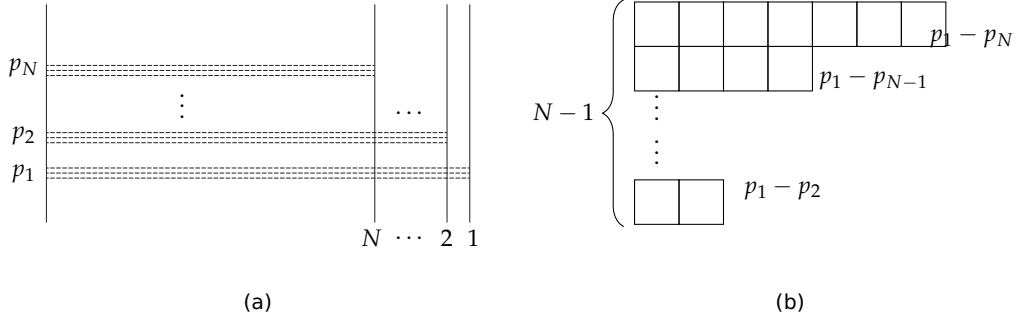 p_N
⋮
⋯
p_2
p_1
N ⋯ 2 1
(a)
p_1 − p_N
p_1 − p_{N−1}
N − 1
⋮
⋮
p_1 − p_2
(b)